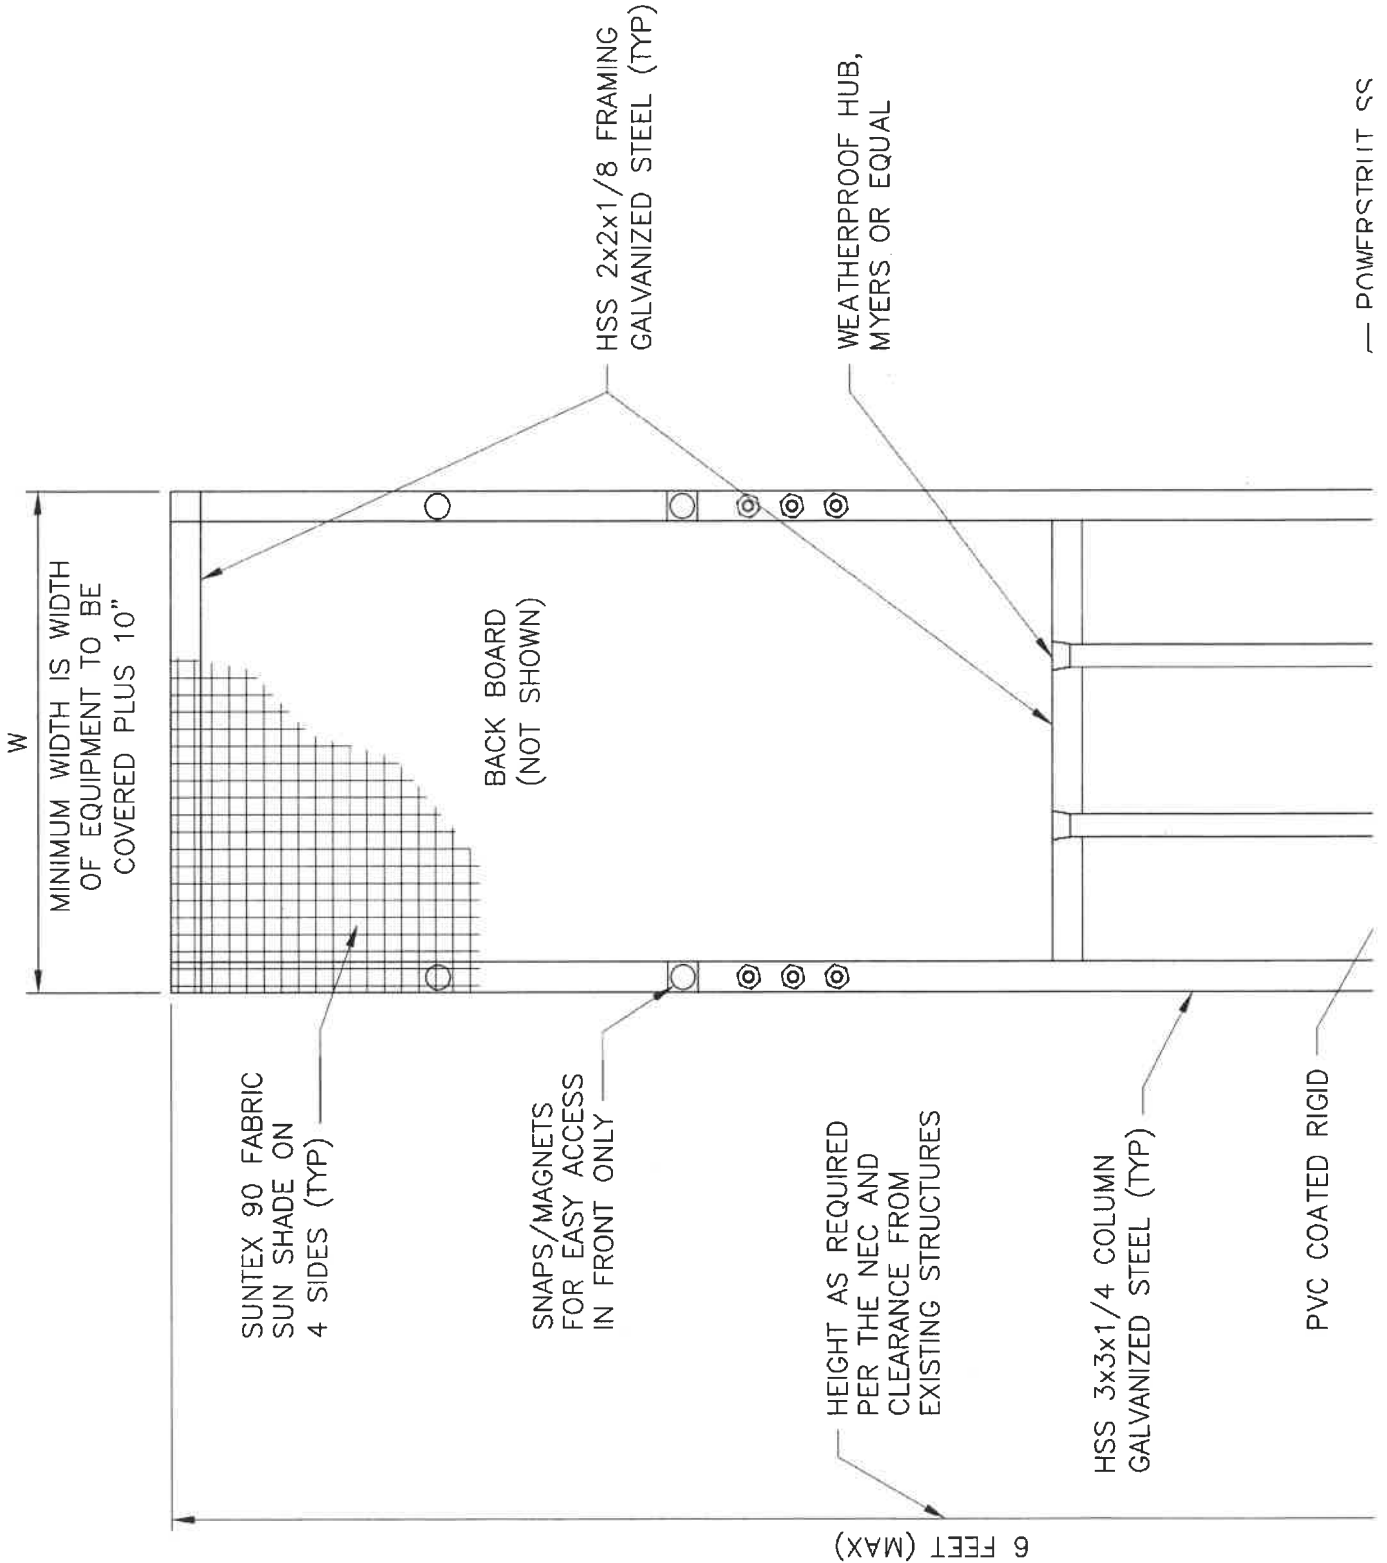 W
MINIMUM WIDTH IS WIDTH
OF EQUIPMENT TO BE
COVERED PLUS 10"
SUNTEX 90 FABRIC
SUN SHADE ON
4 SIDES (TYP)
HSS 2x2x1/8 FRAMING
GALVANIZED STEEL (TYP)
BACK BOARD
(NOT SHOWN)
SNAPS/MAGNETS
FOR EASY ACCESS
IN FRONT ONLY
WEATHERPROOF HUB,
MYERS OR EQUAL
HEIGHT AS REQUIRED
PER THE NEC AND
CLEARANCE FROM
EXISTING STRUCTURES
6 FEET (MAX)
HSS 3x3x1/4 COLUMN
GALVANIZED STEEL (TYP)
PVC COATED RIGID
POWERSTRUT SS